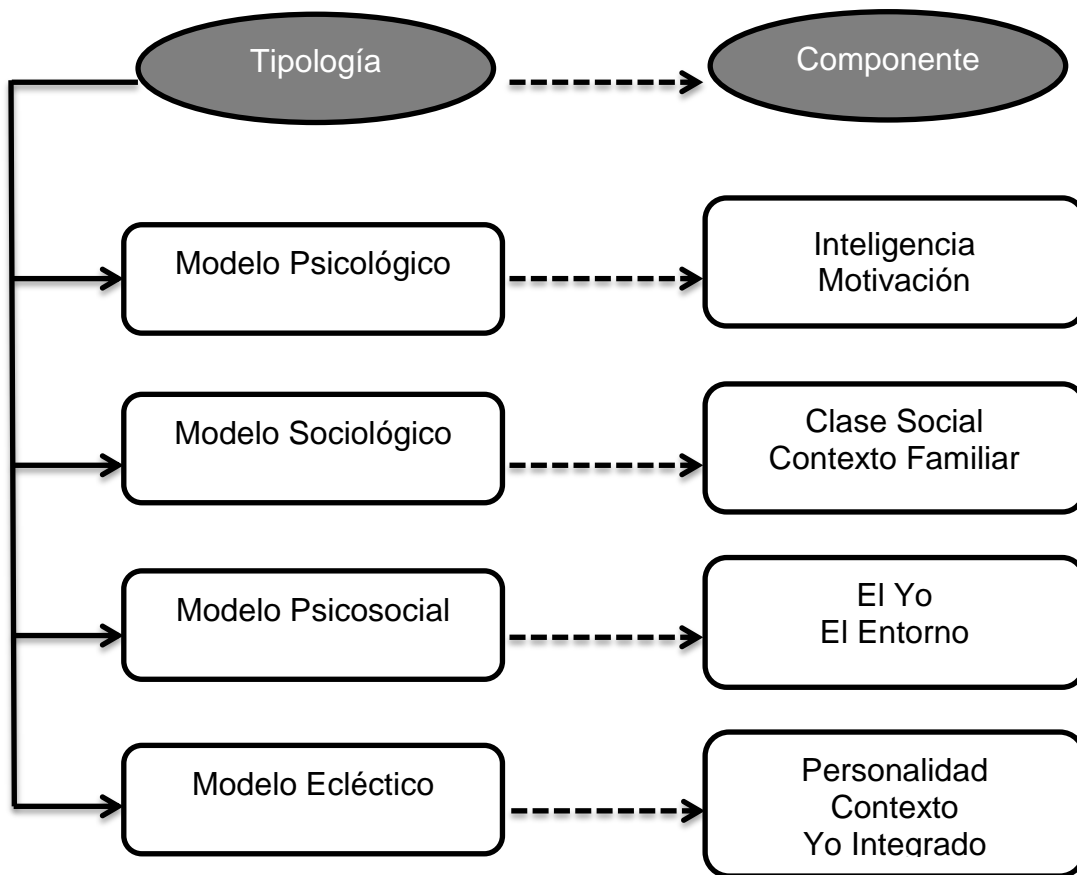 Tipología
Componente
Modelo Psicológico
Inteligencia
Motivación
Modelo Sociológico
Clase Social
Contexto Familiar
Modelo Psicosocial
El Yo
El Entorno
Modelo Ecléctico
Personalidad
Contexto
Yo Integrado